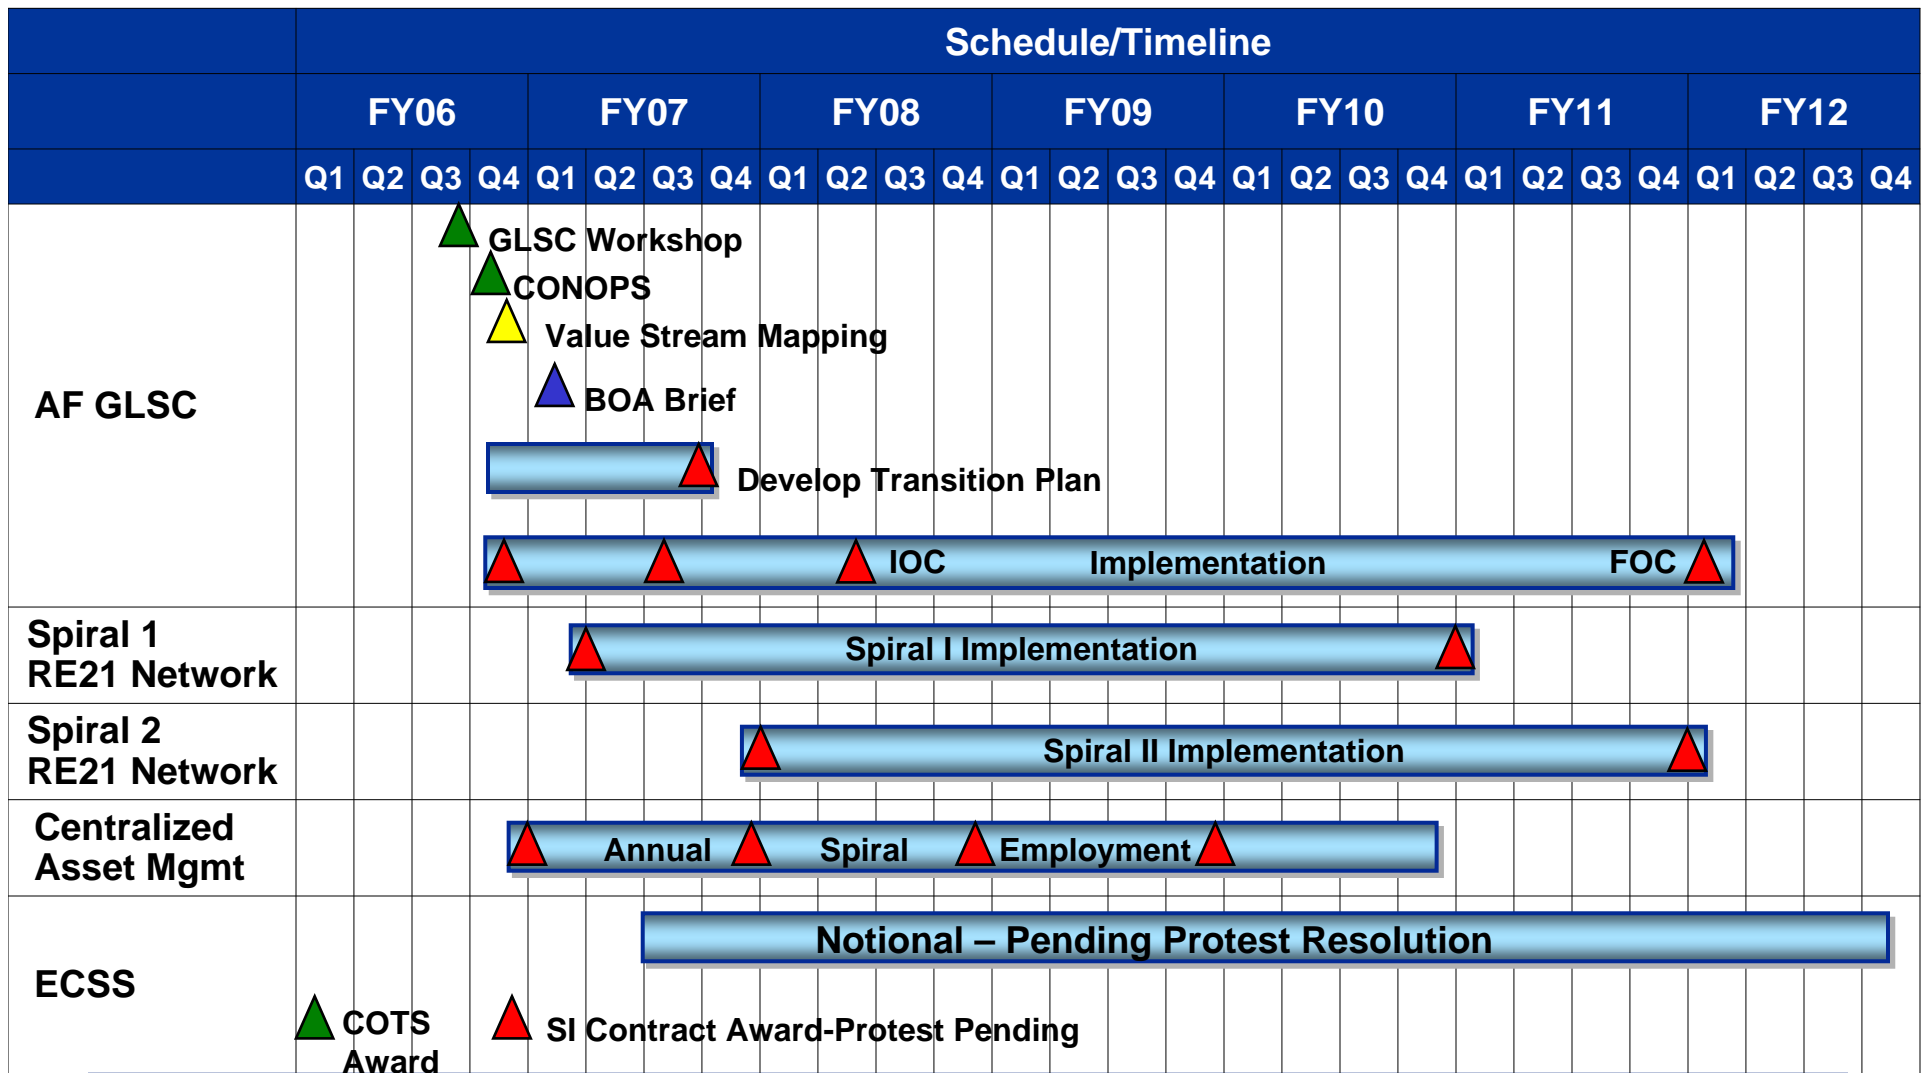 Schedule/Timeline
FY06 FY07 FY08 FY09 FY10 FY11 FY12
Q1 Q2 Q3 Q4 Q1 Q2 Q3 Q4 Q1 Q2 Q3 Q4 Q1 Q2 Q3 Q4 Q1 Q2 Q3 Q4 Q1 Q2 Q3 Q4 Q1 Q2 Q3 Q4
AF GLSC
GLSC Workshop
CONOPS
Value Stream Mapping
BOA Brief
Develop Transition Plan
IOC Implementation FOC
Spiral 1
RE21 Network
Spiral I Implementation
Spiral 2
RE21 Network
Spiral II Implementation
Centralized
Asset Mgmt
Annual Spiral Employment
ECSS
Notional – Pending Protest Resolution
COTS
Award
SI Contract Award-Protest Pending